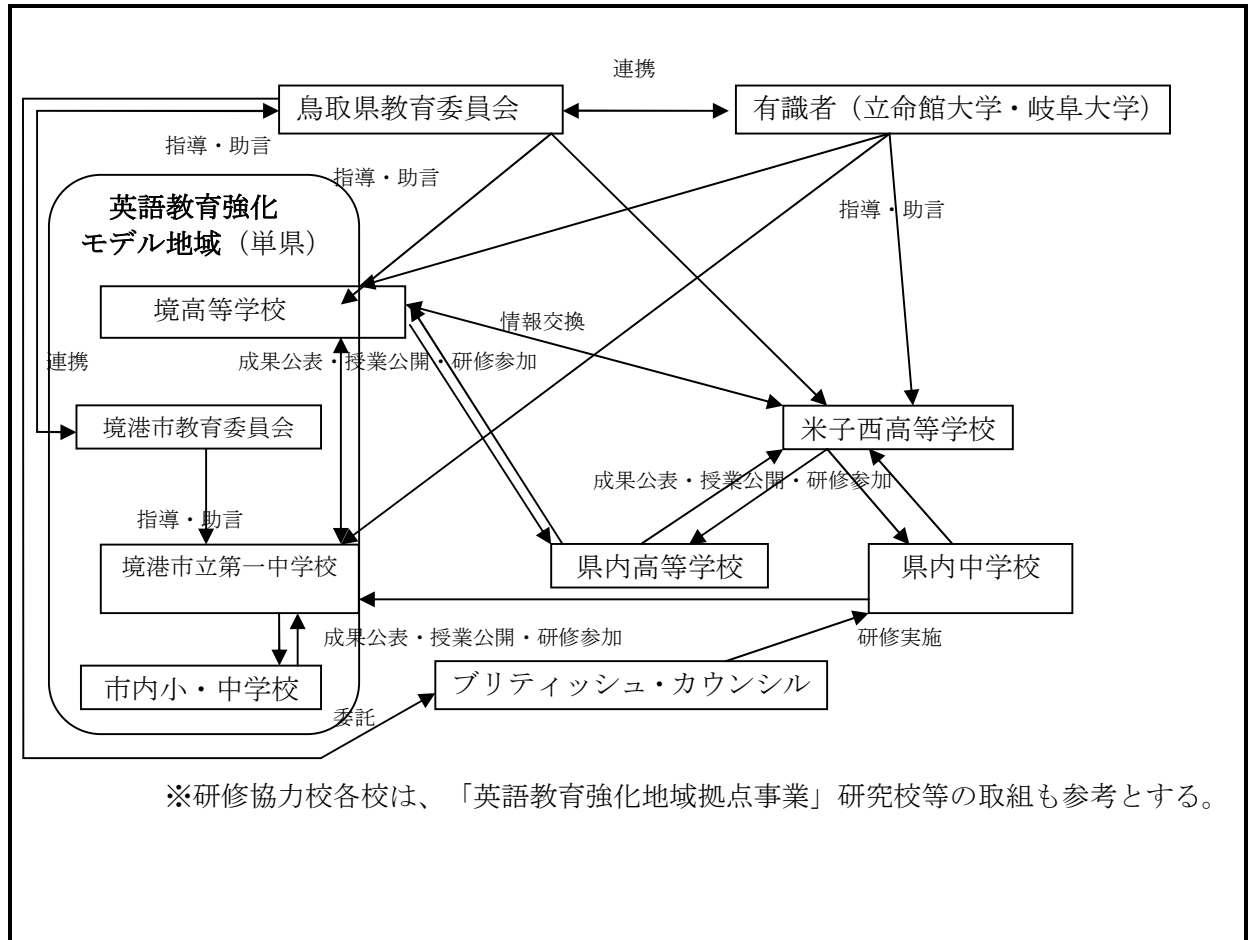 連携
鳥取県教育委員会
有識者（立命館大学・岐阜大学）
指導・助言
指導・助言
指導・助言
英語教育強化
モデル地域（単県）
境高等学校
情報交換
連携
成果公表・授業公開・研修参加
境港市教育委員会
米子西高等学校
成果公表・授業公開・研修参加
指導・助言
境港市立第一中学校
県内高等学校
県内中学校
成果公表・授業公開・研修参加
研修実施
市内小・中学校
ブリティッシュ・カウンシル
委託
※研修協力校各校は、「英語教育強化地域拠点事業」研究校等の取組も参考とする。